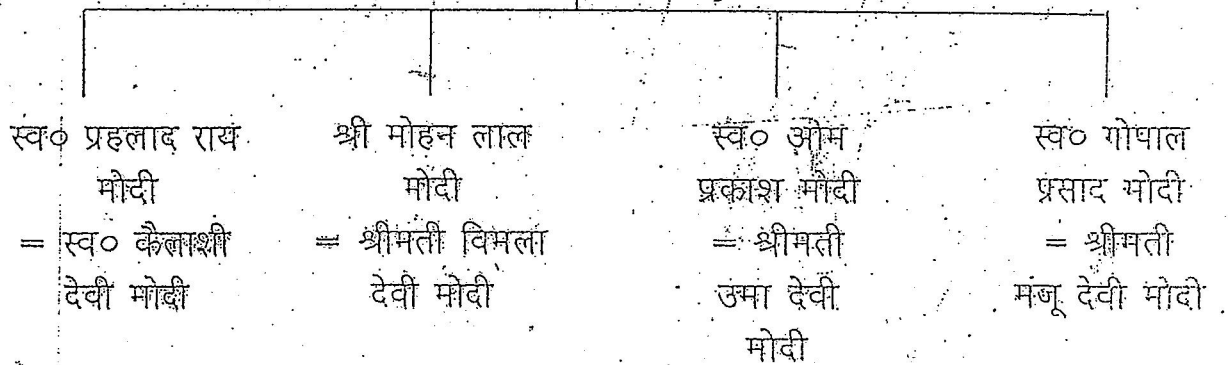 स्व० प्रहलाद राय
मोदी
= स्व० कैलाशी
देवी मोदी
श्री मोहन लाल
मोदी
= श्रीमती विमला
देवी मोदी
स्व० ओम
प्रकाश मोदी
= श्रीमती
उमा देवी
मोदी
स्व० गोपाल
प्रसाद मोदी
= श्रीमती
मंजू देवी मोदी